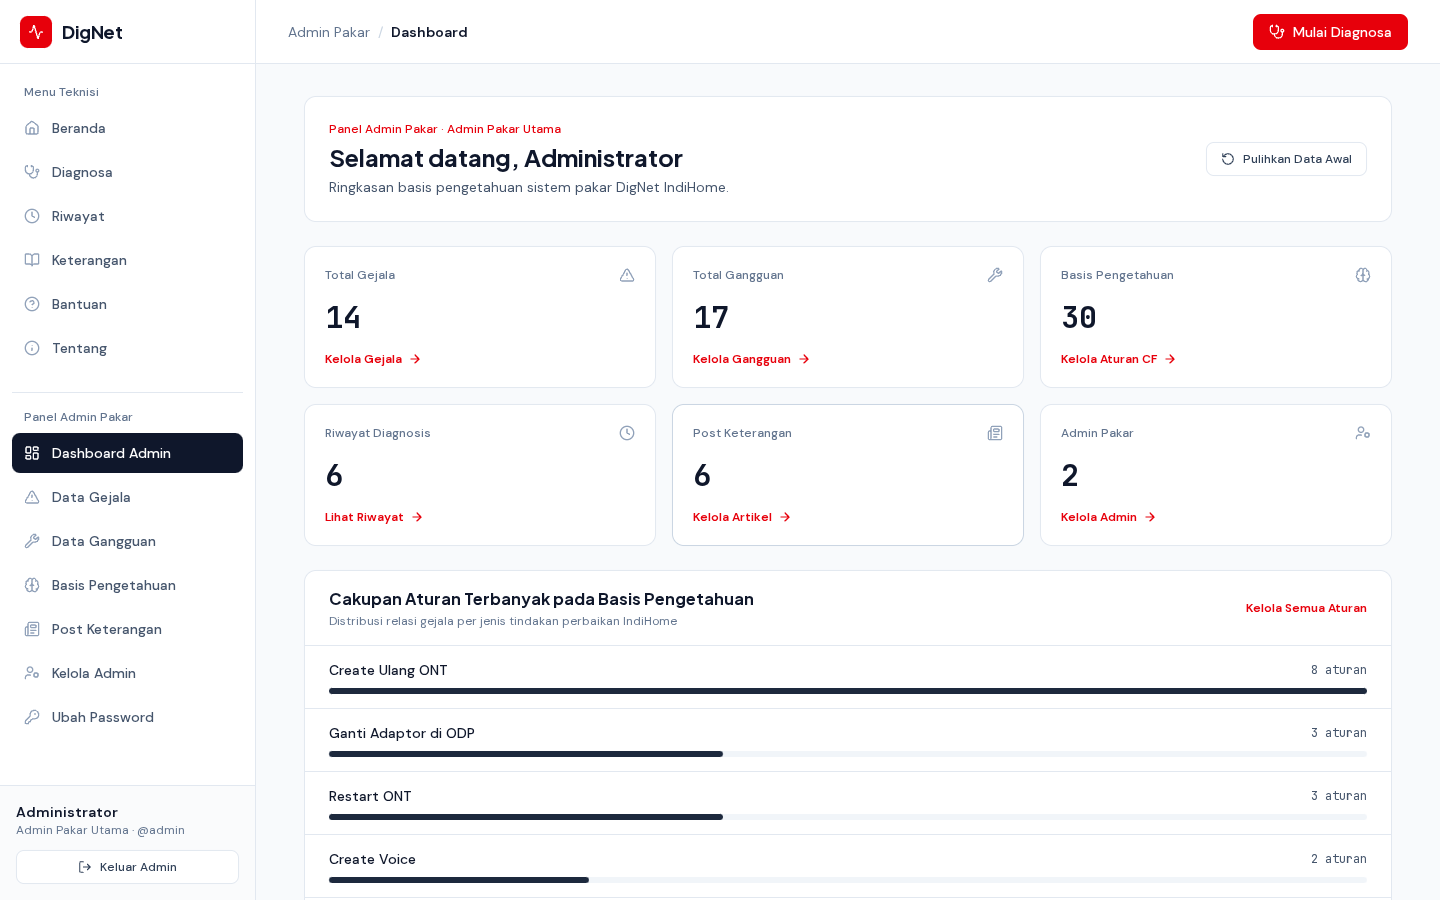 DigNet
Admin Pakar / Dashboard
Mulai Diagnosa
Menu Teknisi
Beranda
Diagnosa
Riwayat
Keterangan
Bantuan
Tentang
Panel Admin Pakar
Dashboard Admin
Data Gejala
Data Gangguan
Basis Pengetahuan
Post Keterangan
Kelola Admin
Ubah Password
Administrator
Admin Pakar Utama · @admin
Keluar Admin
Panel Admin Pakar · Admin Pakar Utama
Selamat datang, Administrator
Ringkasan basis pengetahuan sistem pakar DigNet IndiHome.
Pulihkan Data Awal
Total Gejala
14
Kelola Gejala
Total Gangguan
17
Kelola Gangguan
Basis Pengetahuan
30
Kelola Aturan CF
Riwayat Diagnosis
6
Lihat Riwayat
Post Keterangan
6
Kelola Artikel
Admin Pakar
2
Kelola Admin
Cakupan Aturan Terbanyak pada Basis Pengetahuan
Distribusi relasi gejala per jenis tindakan perbaikan IndiHome
Kelola Semua Aturan
Create Ulang ONT
8 aturan
Ganti Adaptor di ODP
3 aturan
Restart ONT
3 aturan
Create Voice
2 aturan